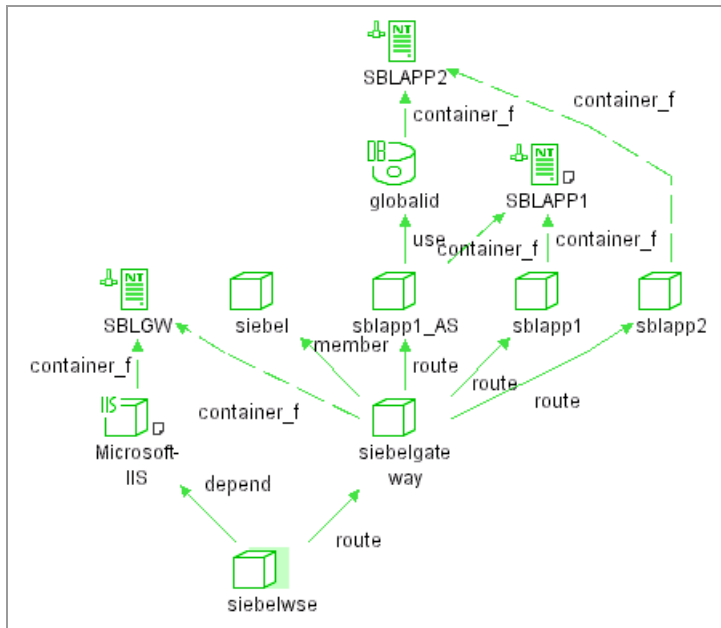 NT
SBLAPP2
container_f
container_f
DB
NT
globalid
SBLAPP1
use
container_f
container_f
NT
SBLGW
siebel
sblapp1_AS
sblapp1
sblapp2
member
container_f
route
route
route
IIS
container_f
Microsoft-
IIS
siebelgate
way
depend
route
siebelwse